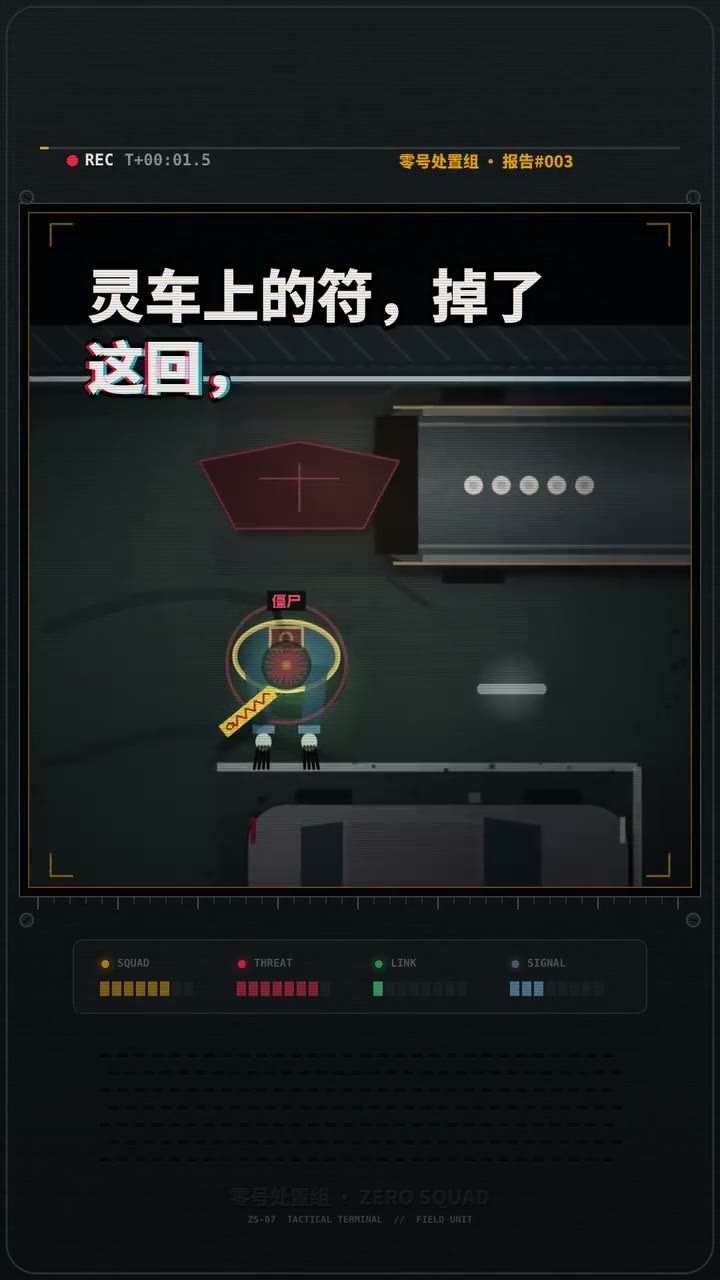 REC T+00:01.5
零号处置组 · 报告#003
灵车上的符，掉了
这回，
僵尸
SQUAD
THREAT
LINK
SIGNAL
零号处置组 · ZERO SQUAD
ZS-07 TACTICAL TERMINAL // FIELD UNIT